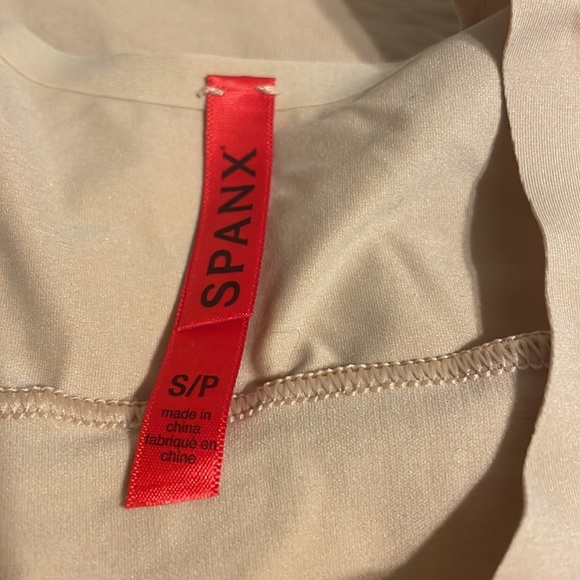 SPANX®
S/P
made in
china
fabriqué en
chine